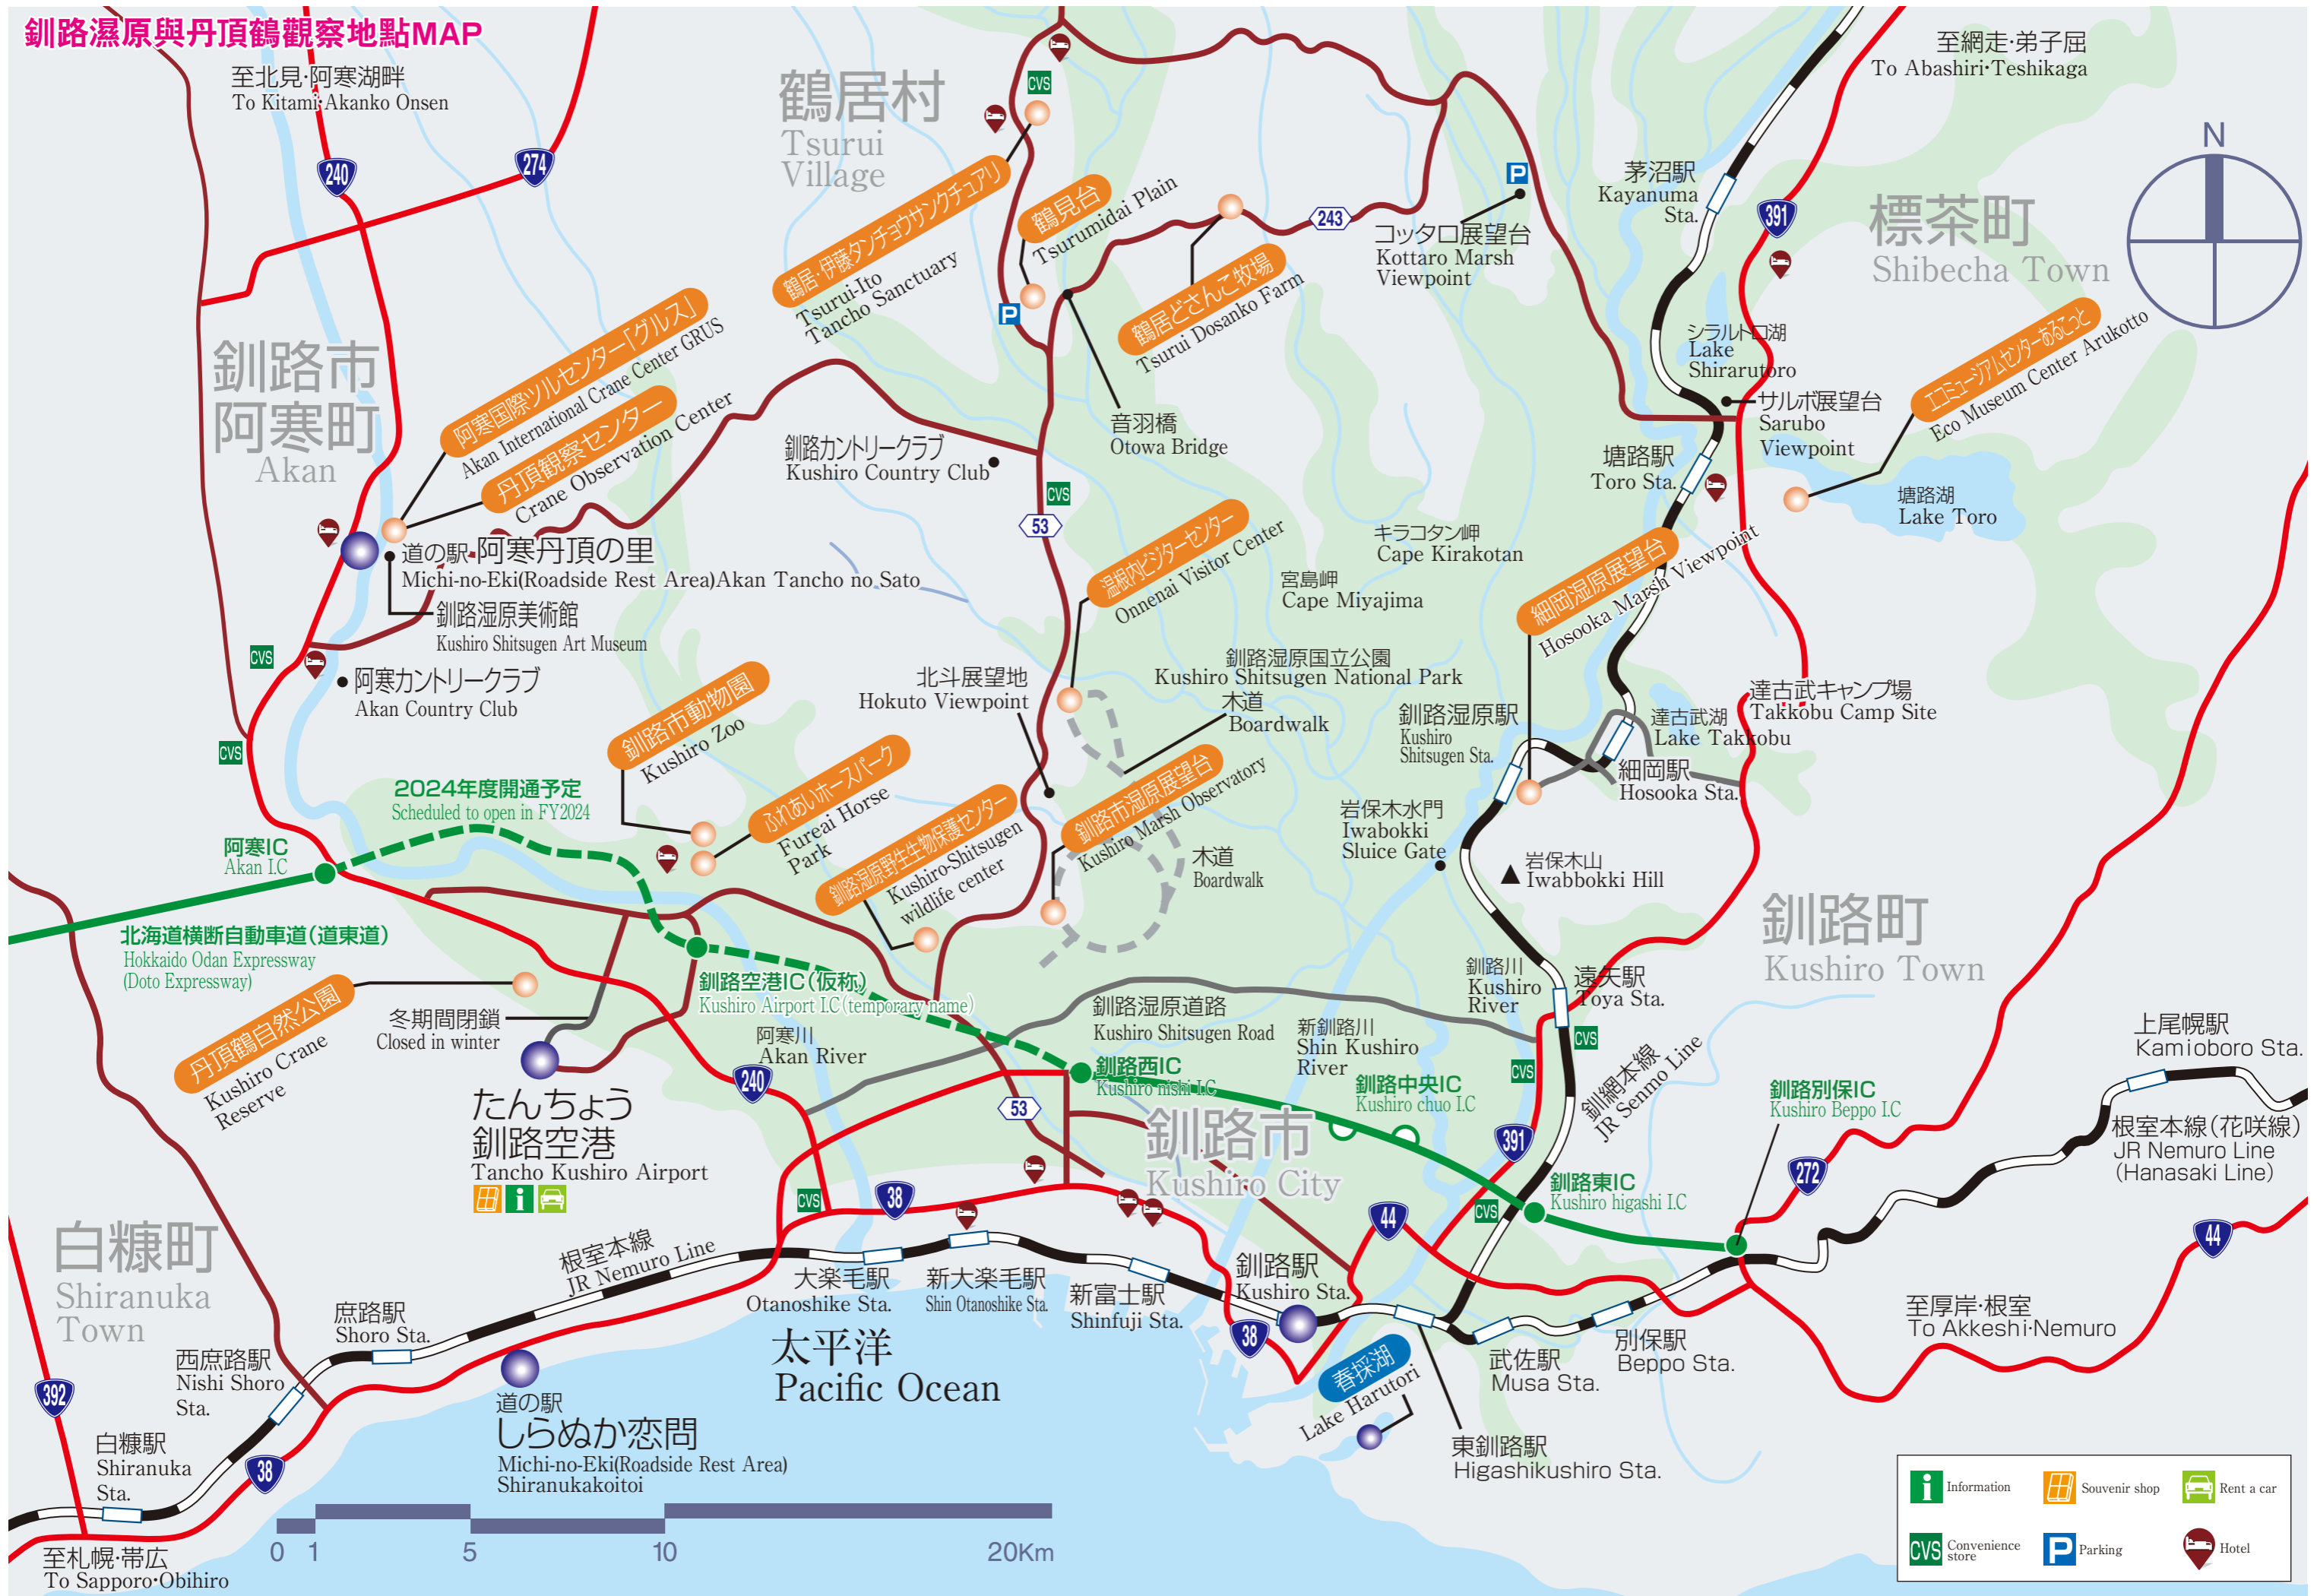 釧路濕原與丹頂鶴觀察地點MAP
至北見・阿寒湖畔
To Kitami・Akanko Onsen
240
274
鶴居村
Tsurui
Village
CVS
鶴居・伊藤タンチョウサンクチュアリ
Tsurui-Ito
Tancho Sanctuary
鶴見台
Tsurumidai Plain
P
243
鶴居どさんこ牧場
Tsurui Dosanko Farm
P
コッタロ展望台
Kottaro Marsh
Viewpoint
至網走・弟子屈
To Abashiri・Teshikaga
茅沼駅
Kayanuma
Sta.
391
標茶町
Shibecha Town
N
シラルトロ湖
Lake
Shirarutoro
サルボ展望台
Sarubo
Viewpoint
エコミュージアムセンターあるこっと
Eco Museum Center Arukotto
塘路駅
Toro Sta.
塘路湖
Lake Toro
釧路市
阿寒町
Akan
阿寒国際ツルセンター「グルス」
Akan International Crane Center GRUS
丹頂観察センター
Crane Observation Center
道の駅・阿寒丹頂の里
Michi-no-Eki(Roadside Rest Area)Akan Tancho no Sato
釧路湿原美術館
Kushiro Shitsugen Art Museum
CVS
阿寒カントリークラブ
Akan Country Club
CVS
釧路カントリークラブ
Kushiro Country Club
音羽橋
Otowa Bridge
CVS
53
温根内ビジターセンター
Onnenai Visitor Center
キラコタン岬
Cape Kirakotan
宮島岬
Cape Miyajima
細岡湿原展望台
Hosooka Marsh Viewpoint
釧路湿原国立公園
Kushiro Shitsugen National Park
木道
Boardwalk
北斗展望地
Hokuto Viewpoint
釧路湿原駅
Kushiro
Shitsugen Sta.
達古武キャンプ場
Takkobu Camp Site
達古武湖
Lake Takkobu
細岡駅
Hosooka Sta.
釧路市動物園
Kushiro Zoo
ふれあいホースパーク
Fureai Horse
Park
釧路湿原野生生物保護センター
Kushiro-Shitsugen
wildlife center
釧路市湿原展望台
Kushiro Marsh Observatory
木道
Boardwalk
岩保木水門
Iwabokki
Sluice Gate
岩保木山
Iwabbokki Hill
2024年度開通予定
Scheduled to open in FY2024
阿寒IC
Akan I.C
北海道横断自動車道(道東道)
Hokkaido Odan Expressway
(Doto Expressway)
丹頂鶴自然公園
Kushiro Crane
Reserve
冬期間閉鎖
Closed in winter
釧路空港IC(仮称)
Kushiro Airport I.C(temporary name)
阿寒川
Akan River
240
たんちょう
釧路空港
Tancho Kushiro Airport
釧路湿原道路
Kushiro Shitsugen Road
釧路西IC
Kushiro nishi I.C
53
新釧路川
Shin Kushiro
River
釧路川
Kushiro
River
釧路中央IC
Kushiro chuo I.C
遠矢駅
Toya Sta.
CVS
CVS
391
釧網本線
JR Senmo Line
釧路町
Kushiro Town
上尾幌駅
Kamioboro Sta.
根室本線(花咲線)
JR Nemuro Line
(Hanasaki Line)
釧路別保IC
Kushiro Beppo I.C
272
44
釧路市
Kushiro City
釧路東IC
Kushiro higashi I.C
CVS
44
CVS
38
白糠町
Shiranuka
Town
根室本線
JR Nemuro Line
大楽毛駅
Otanoshike Sta.
新大楽毛駅
Shin Otanoshike Sta.
新富士駅
Shinfuji Sta.
釧路駅
Kushiro Sta.
38
庶路駅
Shoro Sta.
西庶路駅
Nishi Shoro
Sta.
392
白糠駅
Shiranuka
Sta.
38
太平洋
Pacific Ocean
道の駅
しらぬか恋問
Michi-no-Eki(Roadside Rest Area)
Shiranukakoitoi
春採湖
Lake Harutori
武佐駅
Musa Sta.
別保駅
Beppo Sta.
東釧路駅
Higashikushiro Sta.
至厚岸・根室
To Akkeshi・Nemuro
至札幌・帯広
To Sapporo・Obihiro
0 1 5 10 20Km
Information
Souvenir shop
Rent a car
CVS Convenience
store
P Parking
Hotel